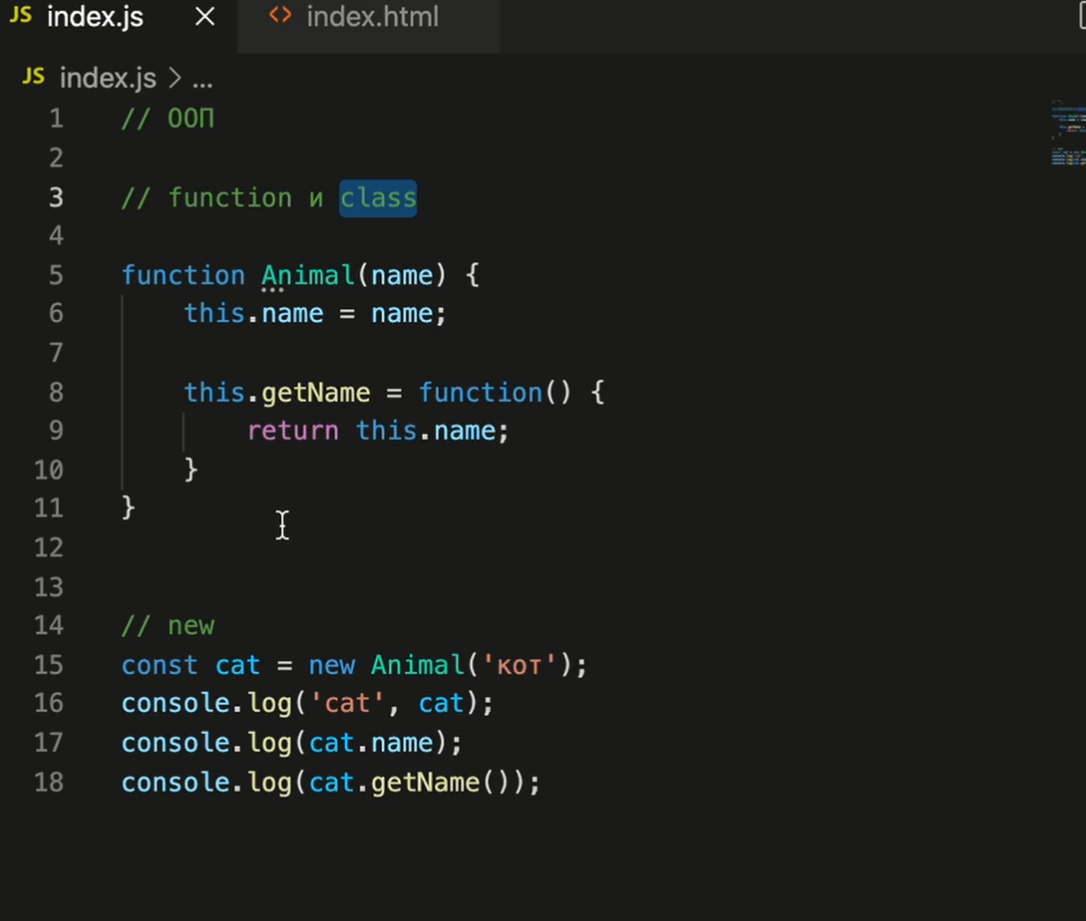 JS index.js × <> index.html
JS index.js > ...
1 // ООП
2
3 // function и class
4
5 function Animal(name) {
6 this.name = name;
7
8 this.getName = function() {
9 return this.name;
10 }
11 }
12
13
14 // new
15 const cat = new Animal('кот');
16 console.log('cat', cat);
17 console.log(cat.name);
18 console.log(cat.getName());